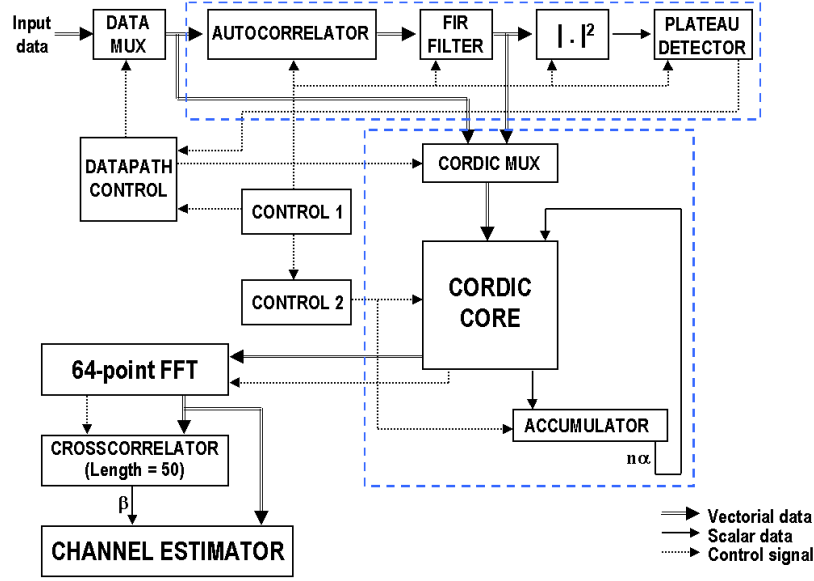 Input
data
DATA
MUX
AUTOCORRELATOR
FIR
FILTER
| . |²
PLATEAU
DETECTOR
DATAPATH
CONTROL
CORDIC MUX
CONTROL 1
CONTROL 2
CORDIC
CORE
64-point FFT
ACCUMULATOR
nα
CROSSCORRELATOR
(Length = 50)
β
CHANNEL ESTIMATOR
Vectorial data
Scalar data
Control signal